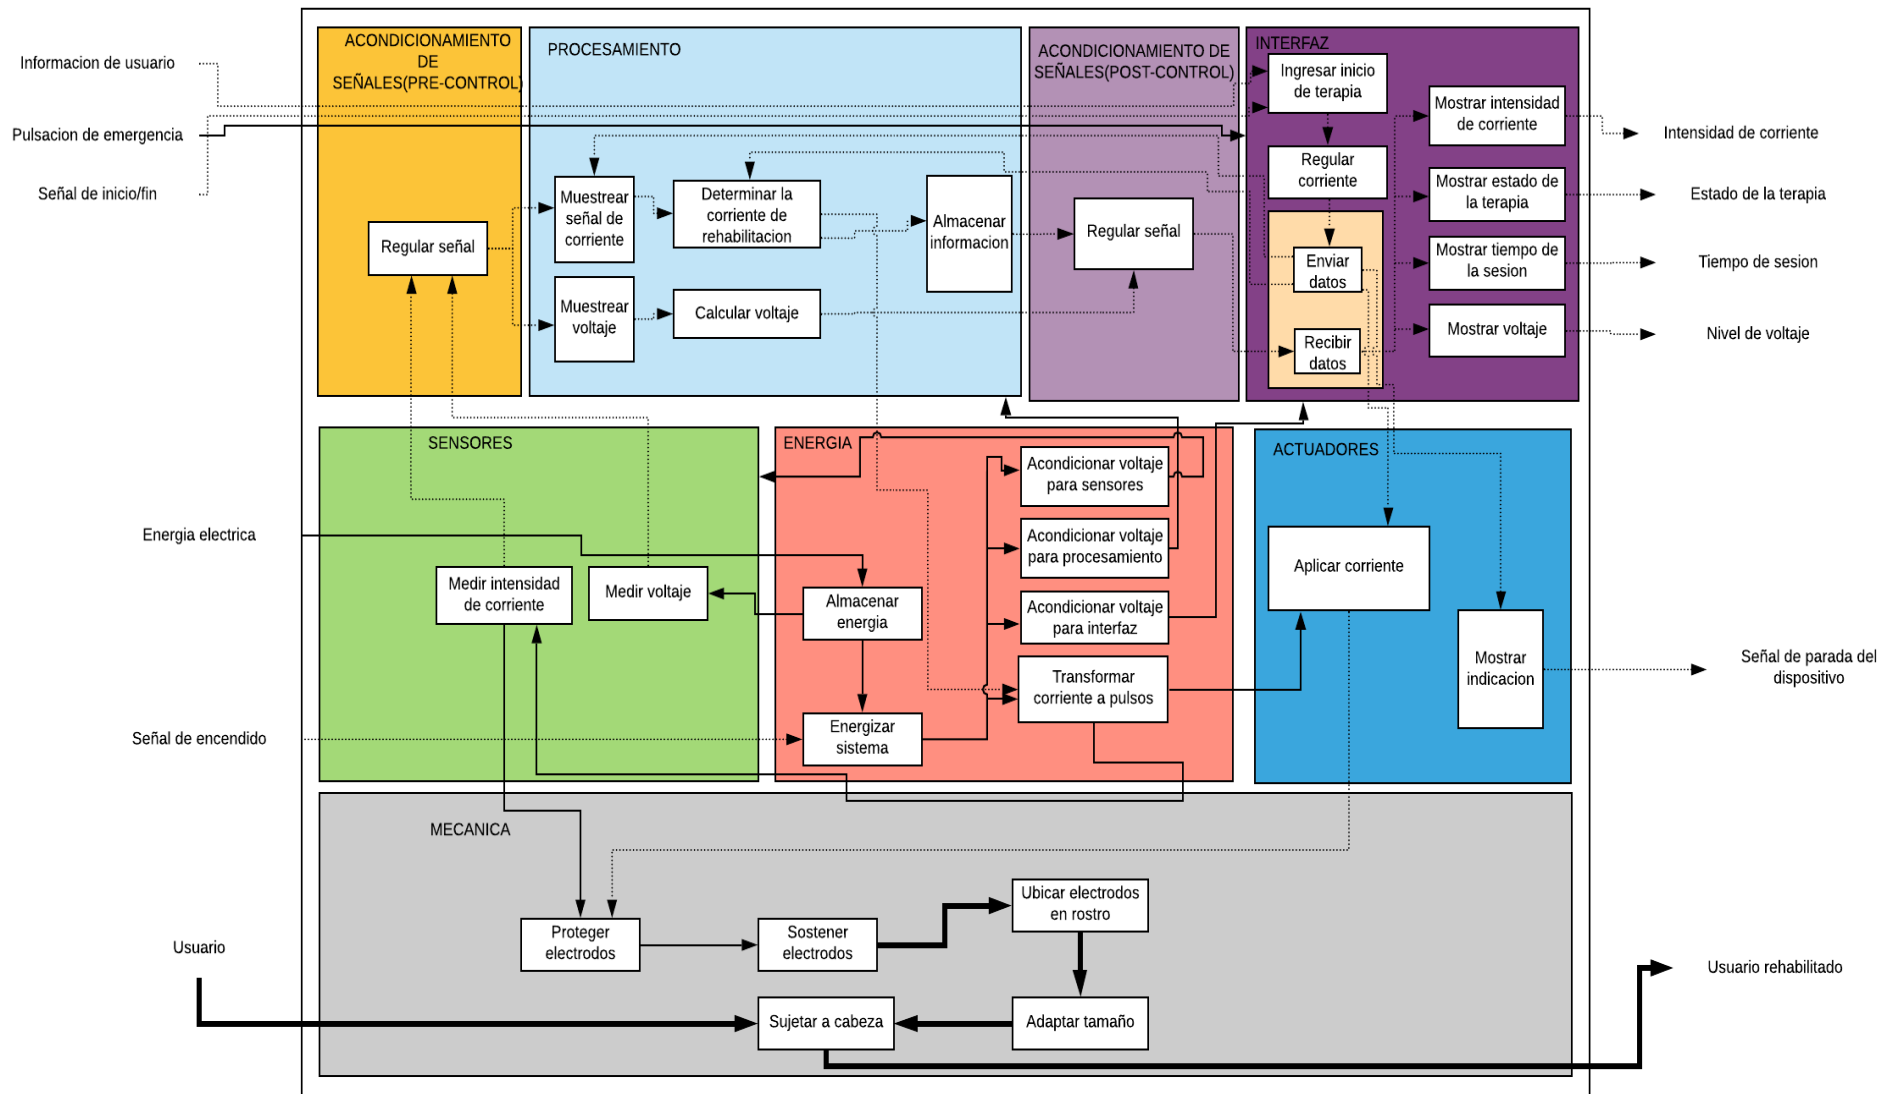 Informacion de usuario
Pulsacion de emergencia
Señal de inicio/fin
ACONDICIONAMIENTO
DE
SEÑALES(PRE-CONTROL)
Regular señal
PROCESAMIENTO
Muestrear
señal de
corriente
Determinar la
corriente de
rehabilitacion
Almacenar
informacion
Muestrear
voltaje
Calcular voltaje
ACONDICIONAMIENTO DE
SEÑALES(POST-CONTROL)
Regular señal
INTERFAZ
Ingresar inicio
de terapia
Regular
corriente
Enviar
datos
Recibir
datos
Mostrar intensidad
de corriente
Mostrar estado de
la terapia
Mostrar tiempo de
la sesion
Mostrar voltaje
Intensidad de corriente
Estado de la terapia
Tiempo de sesion
Nivel de voltaje
Energia electrica
Señal de encendido
SENSORES
Medir intensidad
de corriente
Medir voltaje
ENERGIA
Almacenar
energia
Energizar
sistema
Acondicionar voltaje
para sensores
Acondicionar voltaje
para procesamiento
Acondicionar voltaje
para interfaz
Transformar
corriente a pulsos
ACTUADORES
Aplicar corriente
Mostrar
indicacion
Señal de parada del
dispositivo
MECANICA
Proteger
electrodos
Sostener
electrodos
Ubicar electrodos
en rostro
Sujetar a cabeza
Adaptar tamaño
Usuario
Usuario rehabilitado